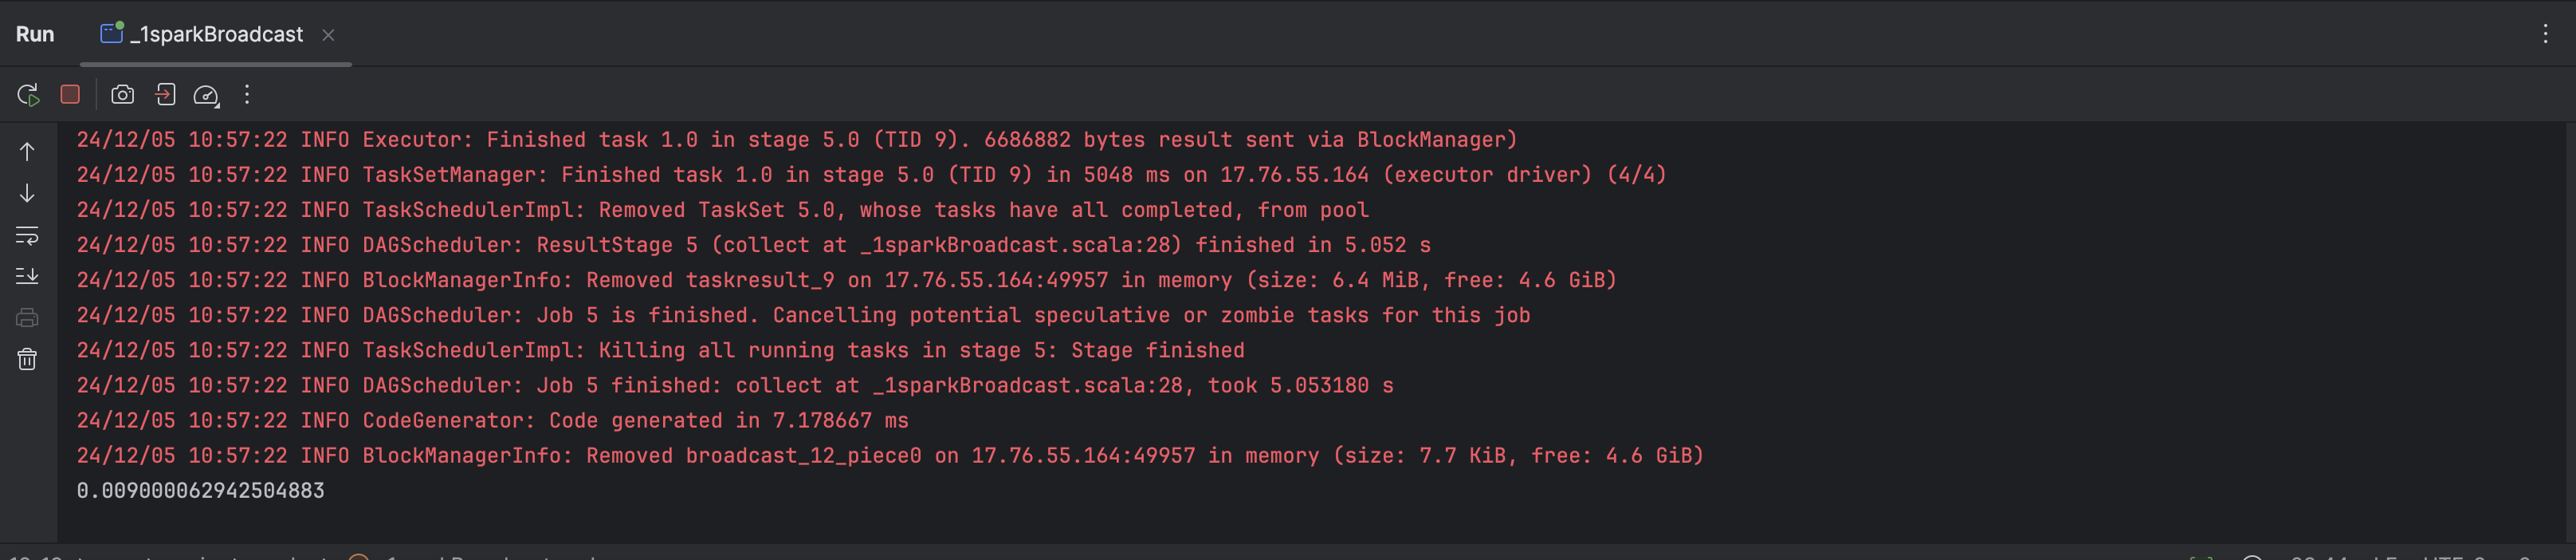 Run _1sparkBroadcast
24/12/05 10:57:22 INFO Executor: Finished task 1.0 in stage 5.0 (TID 9). 6686882 bytes result sent via BlockManager)
24/12/05 10:57:22 INFO TaskSetManager: Finished task 1.0 in stage 5.0 (TID 9) in 5048 ms on 17.76.55.164 (executor driver) (4/4)
24/12/05 10:57:22 INFO TaskSchedulerImpl: Removed TaskSet 5.0, whose tasks have all completed, from pool
24/12/05 10:57:22 INFO DAGScheduler: ResultStage 5 (collect at _1sparkBroadcast.scala:28) finished in 5.052 s
24/12/05 10:57:22 INFO BlockManagerInfo: Removed taskresult_9 on 17.76.55.164:49957 in memory (size: 6.4 MiB, free: 4.6 GiB)
24/12/05 10:57:22 INFO DAGScheduler: Job 5 is finished. Cancelling potential speculative or zombie tasks for this job
24/12/05 10:57:22 INFO TaskSchedulerImpl: Killing all running tasks in stage 5: Stage finished
24/12/05 10:57:22 INFO DAGScheduler: Job 5 finished: collect at _1sparkBroadcast.scala:28, took 5.053180 s
24/12/05 10:57:22 INFO CodeGenerator: Code generated in 7.178667 ms
24/12/05 10:57:22 INFO BlockManagerInfo: Removed broadcast_12_piece0 on 17.76.55.164:49957 in memory (size: 7.7 KiB, free: 4.6 GiB)
0.009000062942504883